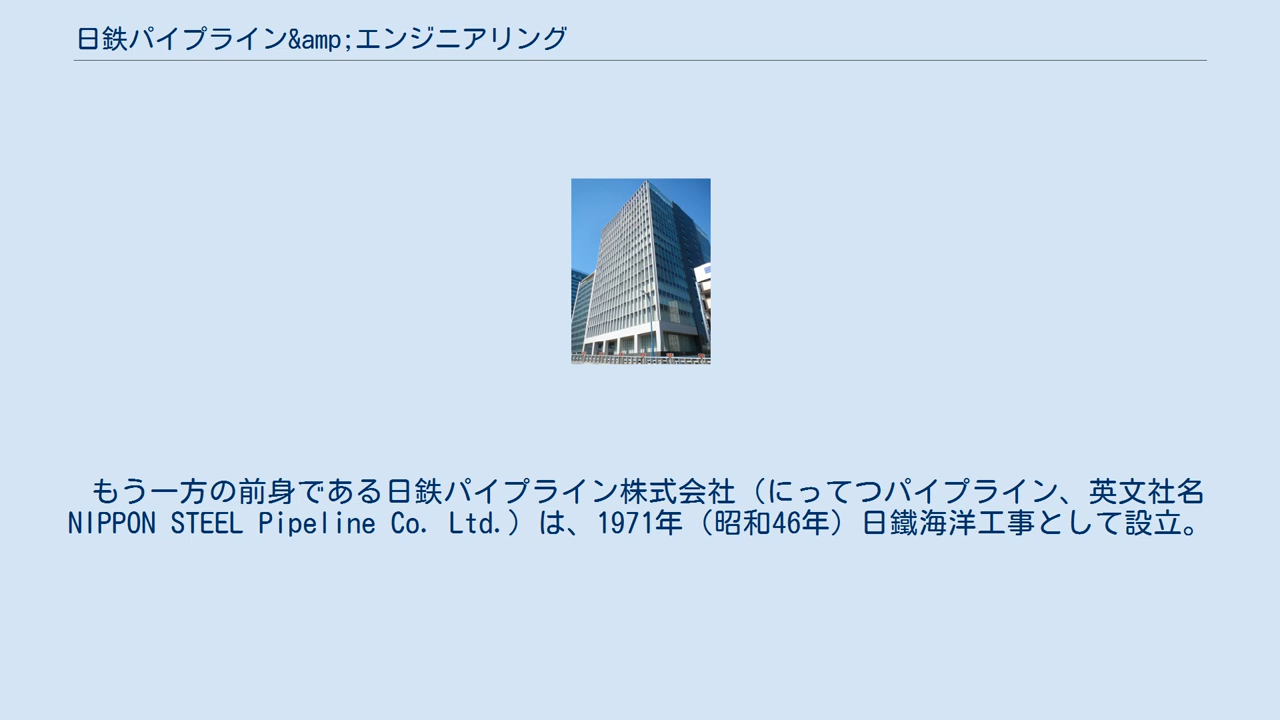 日鉄パイプライン&amp;エンジニアリング
もう一方の前身である日鉄パイプライン株式会社（にってつパイプライン、英文社名
NIPPON STEEL Pipeline Co. Ltd.）は、1971年（昭和46年）日鐵海洋工事として設立。